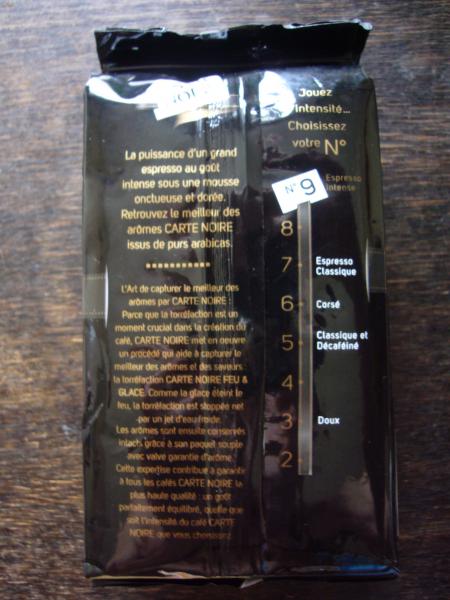 La puissance d'un grand
espresso au goût
intense sous une mousse
onctueuse et dorée.
Retrouvez le meilleur des
arômes CARTE NOIRE
issus de purs arabicas.
L'Art de capturer le meilleur des
arômes par CARTE NOIRE :
Parce que la torréfaction est un
moment crucial dans la création du
café, CARTE NOIRE met en oeuvre
un procédé qui aide à capturer le
meilleur des arômes et des saveurs :
la torréfaction CARTE NOIRE FEU &
GLACE. Comme la glace éteint le
feu, la torréfaction est stoppée net
par un jet d'eau froide.
Les arômes sont ensuite conservés
intacts grâce à son paquet souple
avec valve garantie d'arôme.
Cette expertise contribue à garantir
à tous les cafés CARTE NOIRE la
plus haute qualité : un goût
parfaitement équilibré, quelle que
soit l'intensité du café CARTE
NOIRE que vous choisissez.
Jouez
l'intensité...
Choisissez
votre N°
N°9
Espresso
Intense
8
7 Espresso
Classique
6 Corsé
5 Classique et
Décaféiné
4
3 Doux
2